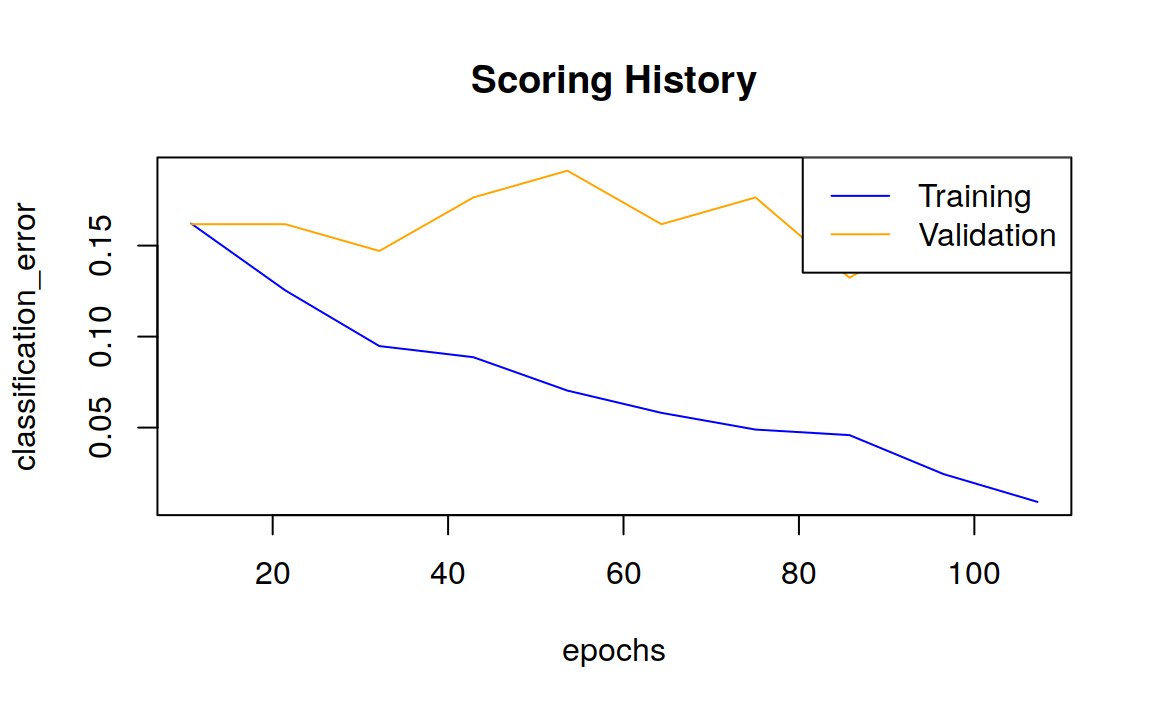 Scoring History
Training
Validation
classification_error
0.15
0.10
0.05
20 40 60 80 100
epochs